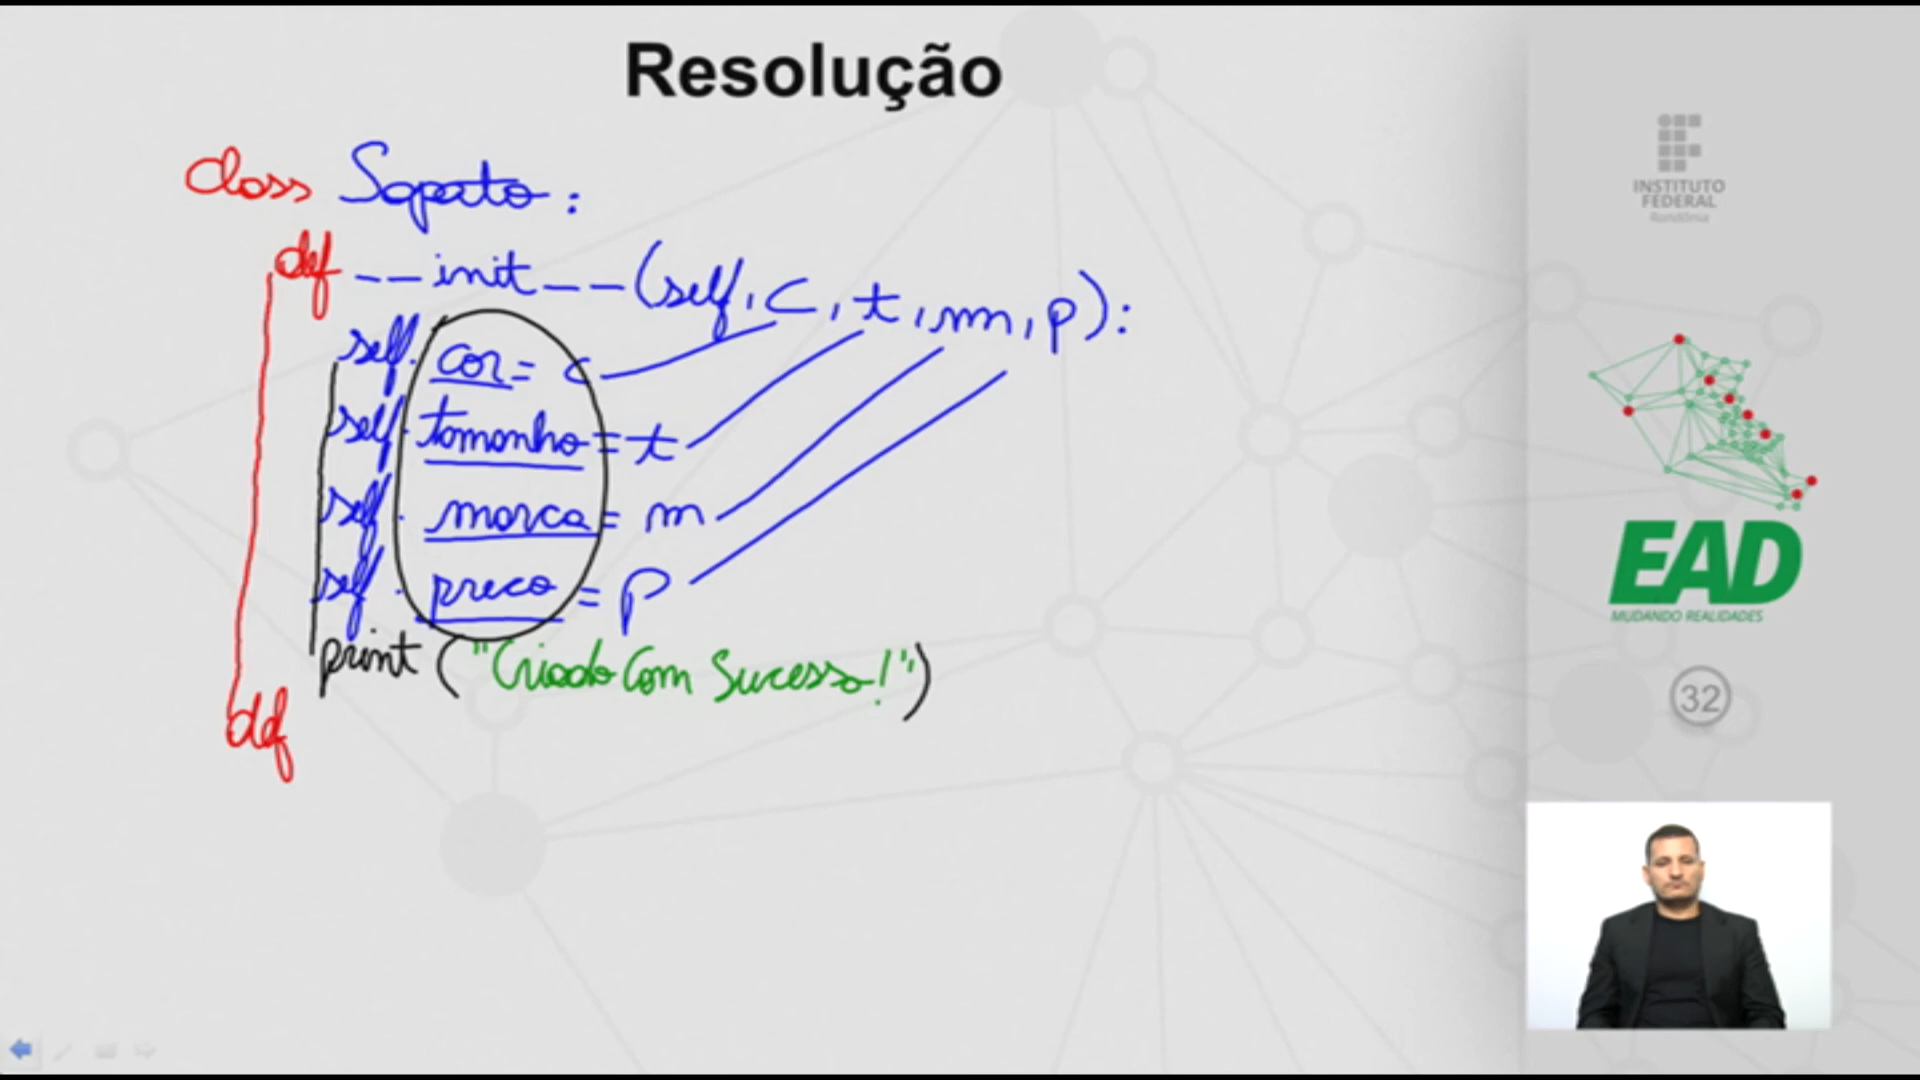 Resolução
class Sapato:
def __init__(self, c, t, m, p):
self.cor = c
self.tamanho = t
self.marca = m
self.preco = p
print("Criado Com Sucesso!")
def
INSTITUTO
FEDERAL
Rondônia
EAD
MUDANDO REALIDADES
32